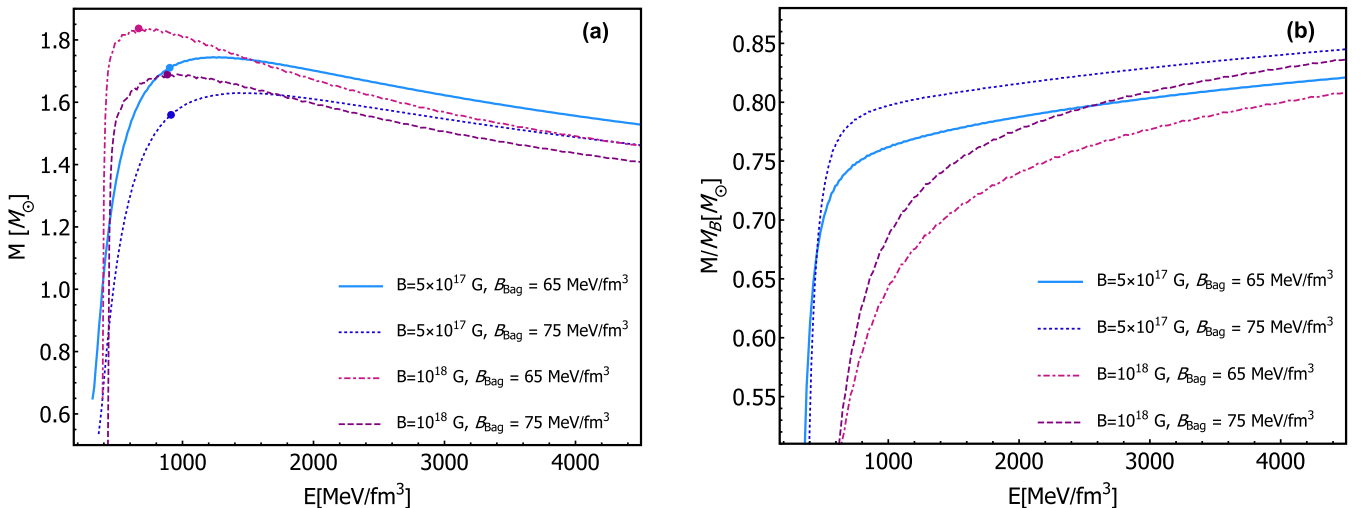 (a)
M [M⊙]
1.8
1.6
1.4
1.2
1.0
0.8
0.6
1000
2000
3000
4000
E[MeV/fm³]
B=5×10¹⁷ G, B_Bag = 65 MeV/fm³
B=5×10¹⁷ G, B_Bag = 75 MeV/fm³
B=10¹⁸ G, B_Bag = 65 MeV/fm³
B=10¹⁸ G, B_Bag = 75 MeV/fm³
(b)
M/M_B[M⊙]
0.85
0.80
0.75
0.70
0.65
0.60
0.55
1000
2000
3000
4000
E[MeV/fm³]
B=5×10¹⁷ G, B_Bag = 65 MeV/fm³
B=5×10¹⁷ G, B_Bag = 75 MeV/fm³
B=10¹⁸ G, B_Bag = 65 MeV/fm³
B=10¹⁸ G, B_Bag = 75 MeV/fm³